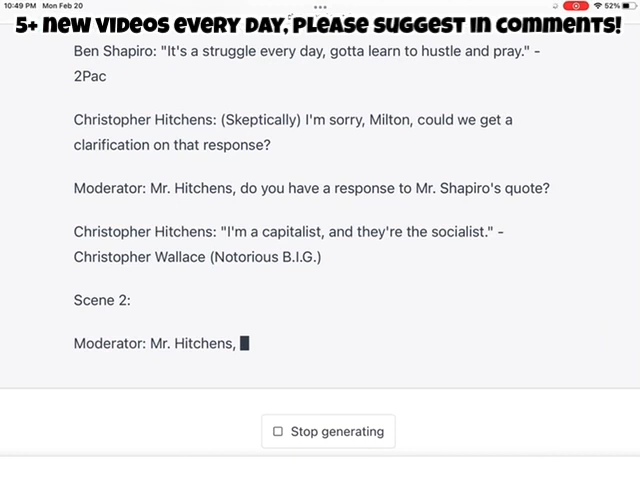 10:49 PM Mon Feb 20
52%
5+ new videos every day, please suggest in comments!
Ben Shapiro: "It's a struggle every day, gotta learn to hustle and pray." -
2Pac
Christopher Hitchens: (Skeptically) I'm sorry, Milton, could we get a
clarification on that response?
Moderator: Mr. Hitchens, do you have a response to Mr. Shapiro's quote?
Christopher Hitchens: "I'm a capitalist, and they're the socialist." -
Christopher Wallace (Notorious B.I.G.)
Scene 2:
Moderator: Mr. Hitchens,
Stop generating